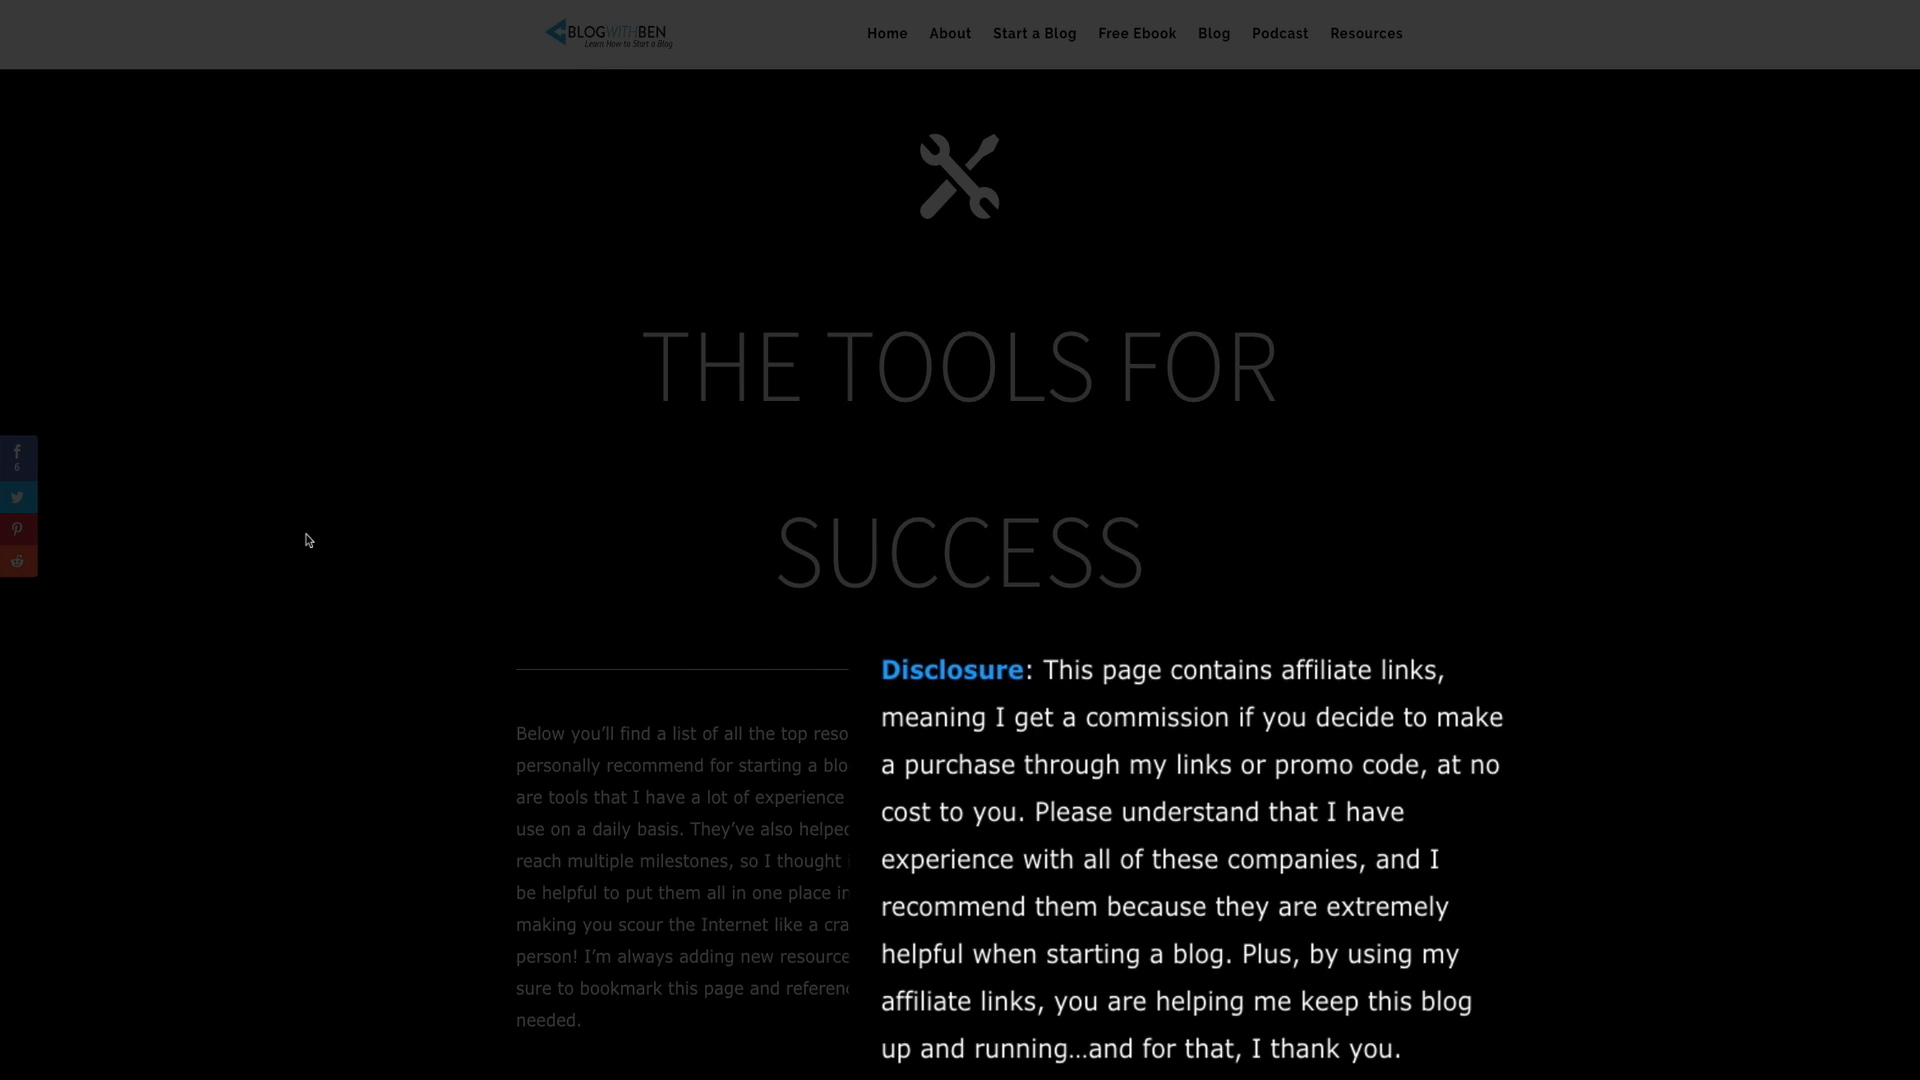 BLOGWITHBEN
Learn How to Start a Blog
Home About Start a Blog Free Ebook Blog Podcast Resources
THE TOOLS FOR
SUCCESS
f
6
Below you'll find a list of all the top
personally recommend for starting a
are tools that I have a lot of experience
use on a daily basis. They've also
reach multiple milestones, so I thought
be helpful to put them all in one place
making you scour the Internet like a
person! I'm always adding new
sure to bookmark this page and
needed.
Disclosure: This page contains affiliate links,
meaning I get a commission if you decide to make
a purchase through my links or promo code, at no
cost to you. Please understand that I have
experience with all of these companies, and I
recommend them because they are extremely
helpful when starting a blog. Plus, by using my
affiliate links, you are helping me keep this blog
up and running...and for that, I thank you.